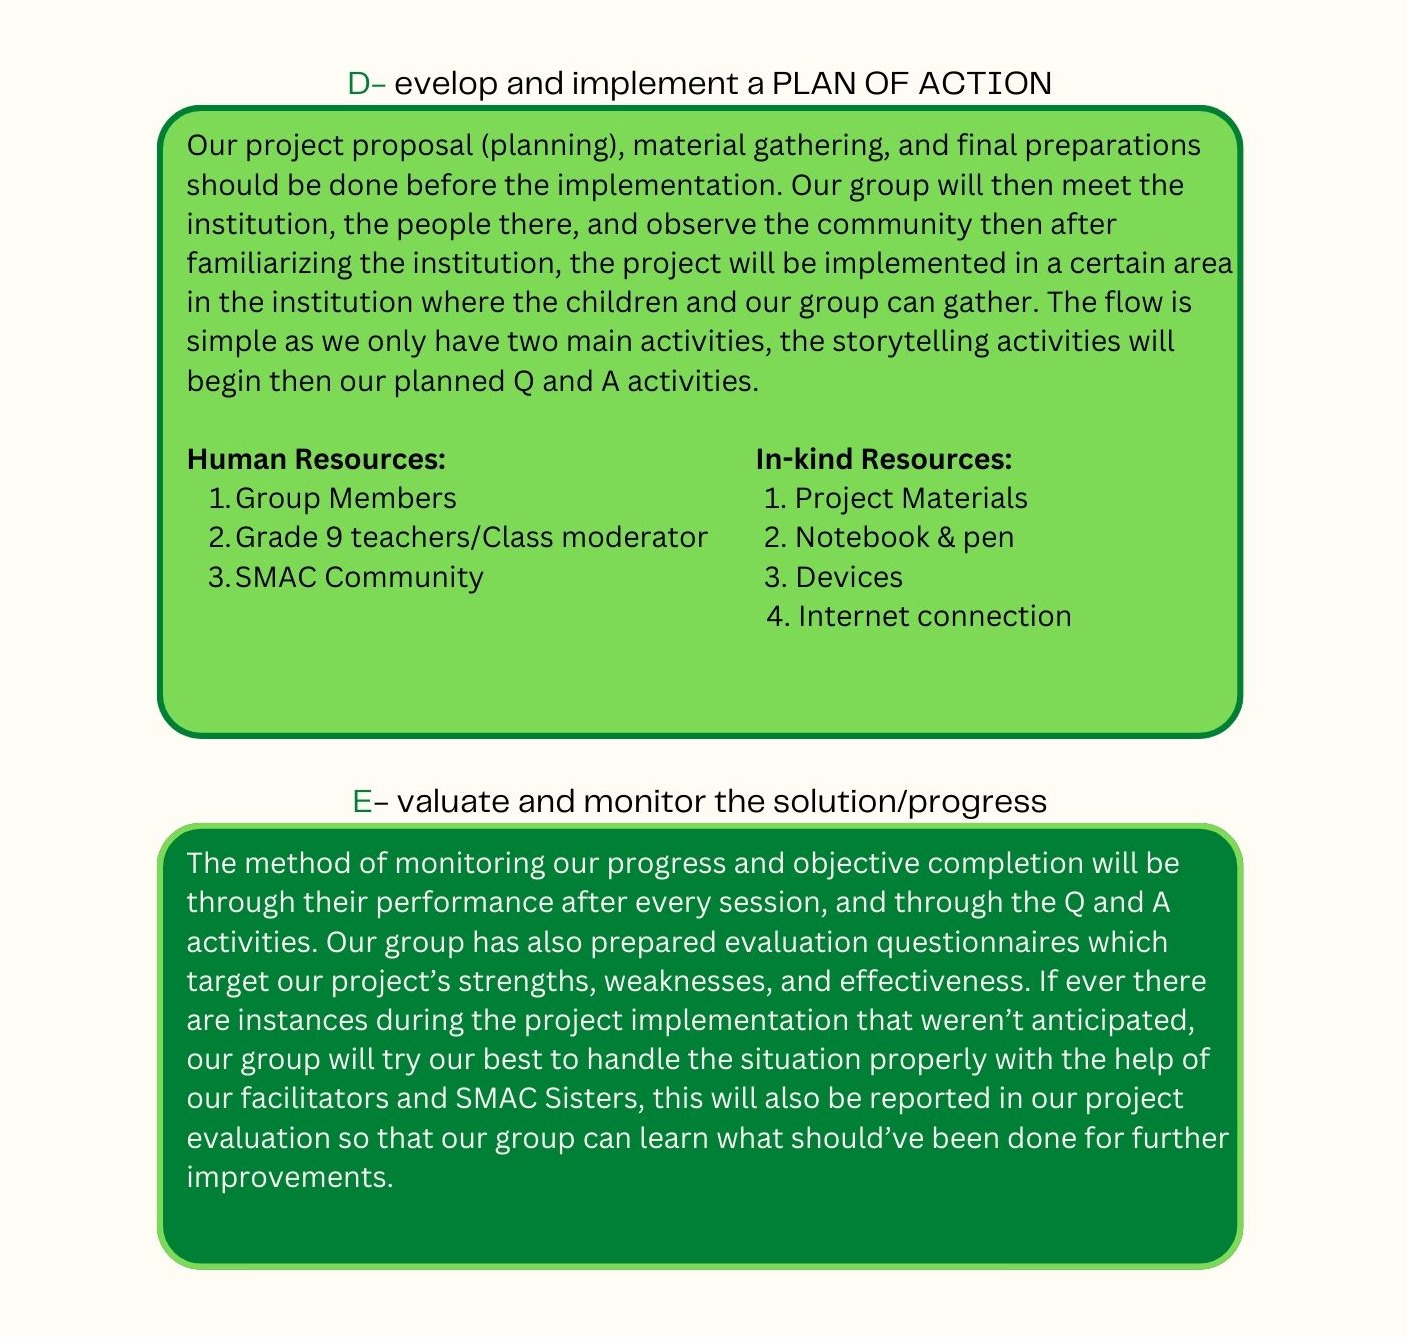 D- evelop and implement a PLAN OF ACTION
Our project proposal (planning), material gathering, and final preparations
should be done before the implementation. Our group will then meet the
institution, the people there, and observe the community then after
familiarizing the institution, the project will be implemented in a certain area
in the institution where the children and our group can gather. The flow is
simple as we only have two main activities, the storytelling activities will
begin then our planned Q and A activities.
Human Resources:
1. Group Members
2. Grade 9 teachers/Class moderator
3. SMAC Community
In-kind Resources:
1. Project Materials
2. Notebook & pen
3. Devices
4. Internet connection
E- valuate and monitor the solution/progress
The method of monitoring our progress and objective completion will be
through their performance after every session, and through the Q and A
activities. Our group has also prepared evaluation questionnaires which
target our project’s strengths, weaknesses, and effectiveness. If ever there
are instances during the project implementation that weren’t anticipated,
our group will try our best to handle the situation properly with the help of
our facilitators and SMAC Sisters, this will also be reported in our project
evaluation so that our group can learn what should’ve been done for further
improvements.